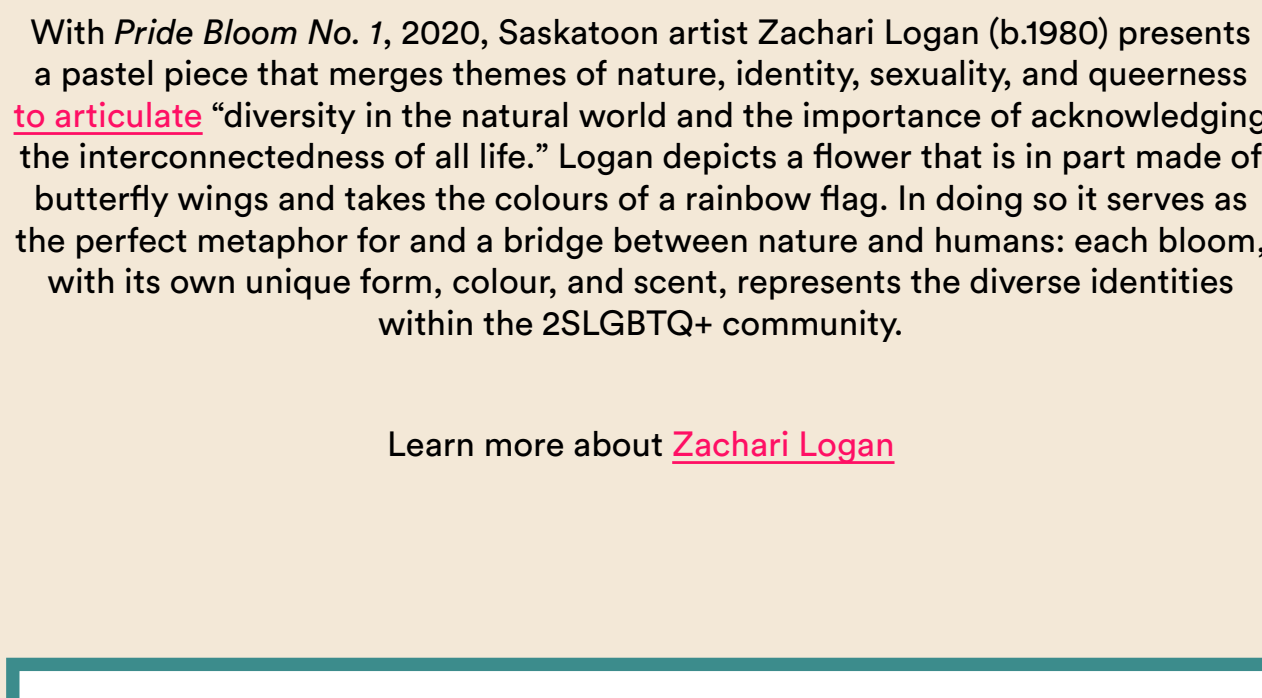 With Pride Bloom No. 1, 2020, Saskatoon artist Zachari Logan (b.1980) presents
a pastel piece that merges themes of nature, identity, sexuality, and queerness
to articulate “diversity in the natural world and the importance of acknowledging
the interconnectedness of all life.” Logan depicts a flower that is in part made of
butterfly wings and takes the colours of a rainbow flag. In doing so it serves as
the perfect metaphor for and a bridge between nature and humans: each bloom,
with its own unique form, colour, and scent, represents the diverse identities
within the 2SLGBTQ+ community.
Learn more about Zachari Logan